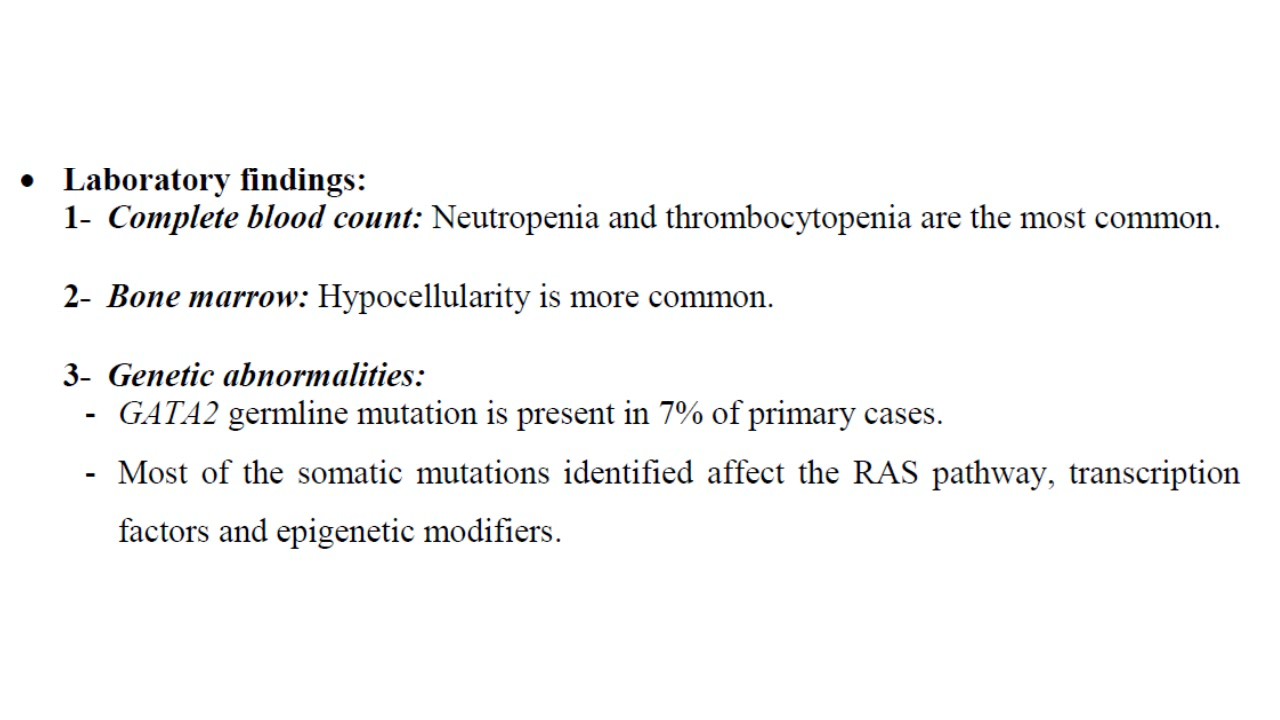 • Laboratory findings:
1- Complete blood count: Neutropenia and thrombocytopenia are the most common.
2- Bone marrow: Hypocellularity is more common.
3- Genetic abnormalities:
- GATA2 germline mutation is present in 7% of primary cases.
- Most of the somatic mutations identified affect the RAS pathway, transcription
factors and epigenetic modifiers.